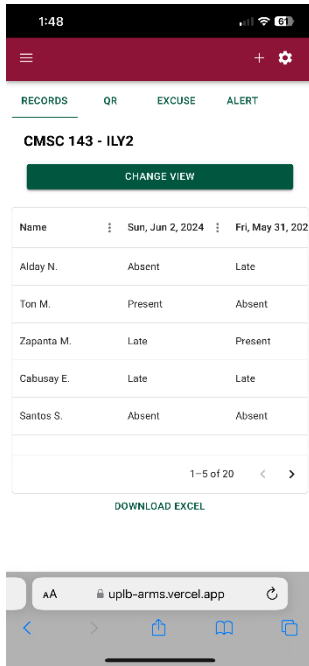 1:48
61
RECORDS QR EXCUSE ALERT
CMSC 143 - ILY2
CHANGE VIEW
Name Sun, Jun 2, 2024 Fri, May 31, 202
Alday N. Absent Late
Ton M. Present Absent
Zapanta M. Late Present
Cabusay E. Late Late
Santos S. Absent Absent
1–5 of 20
DOWNLOAD EXCEL
AA uplb-arms.vercel.app